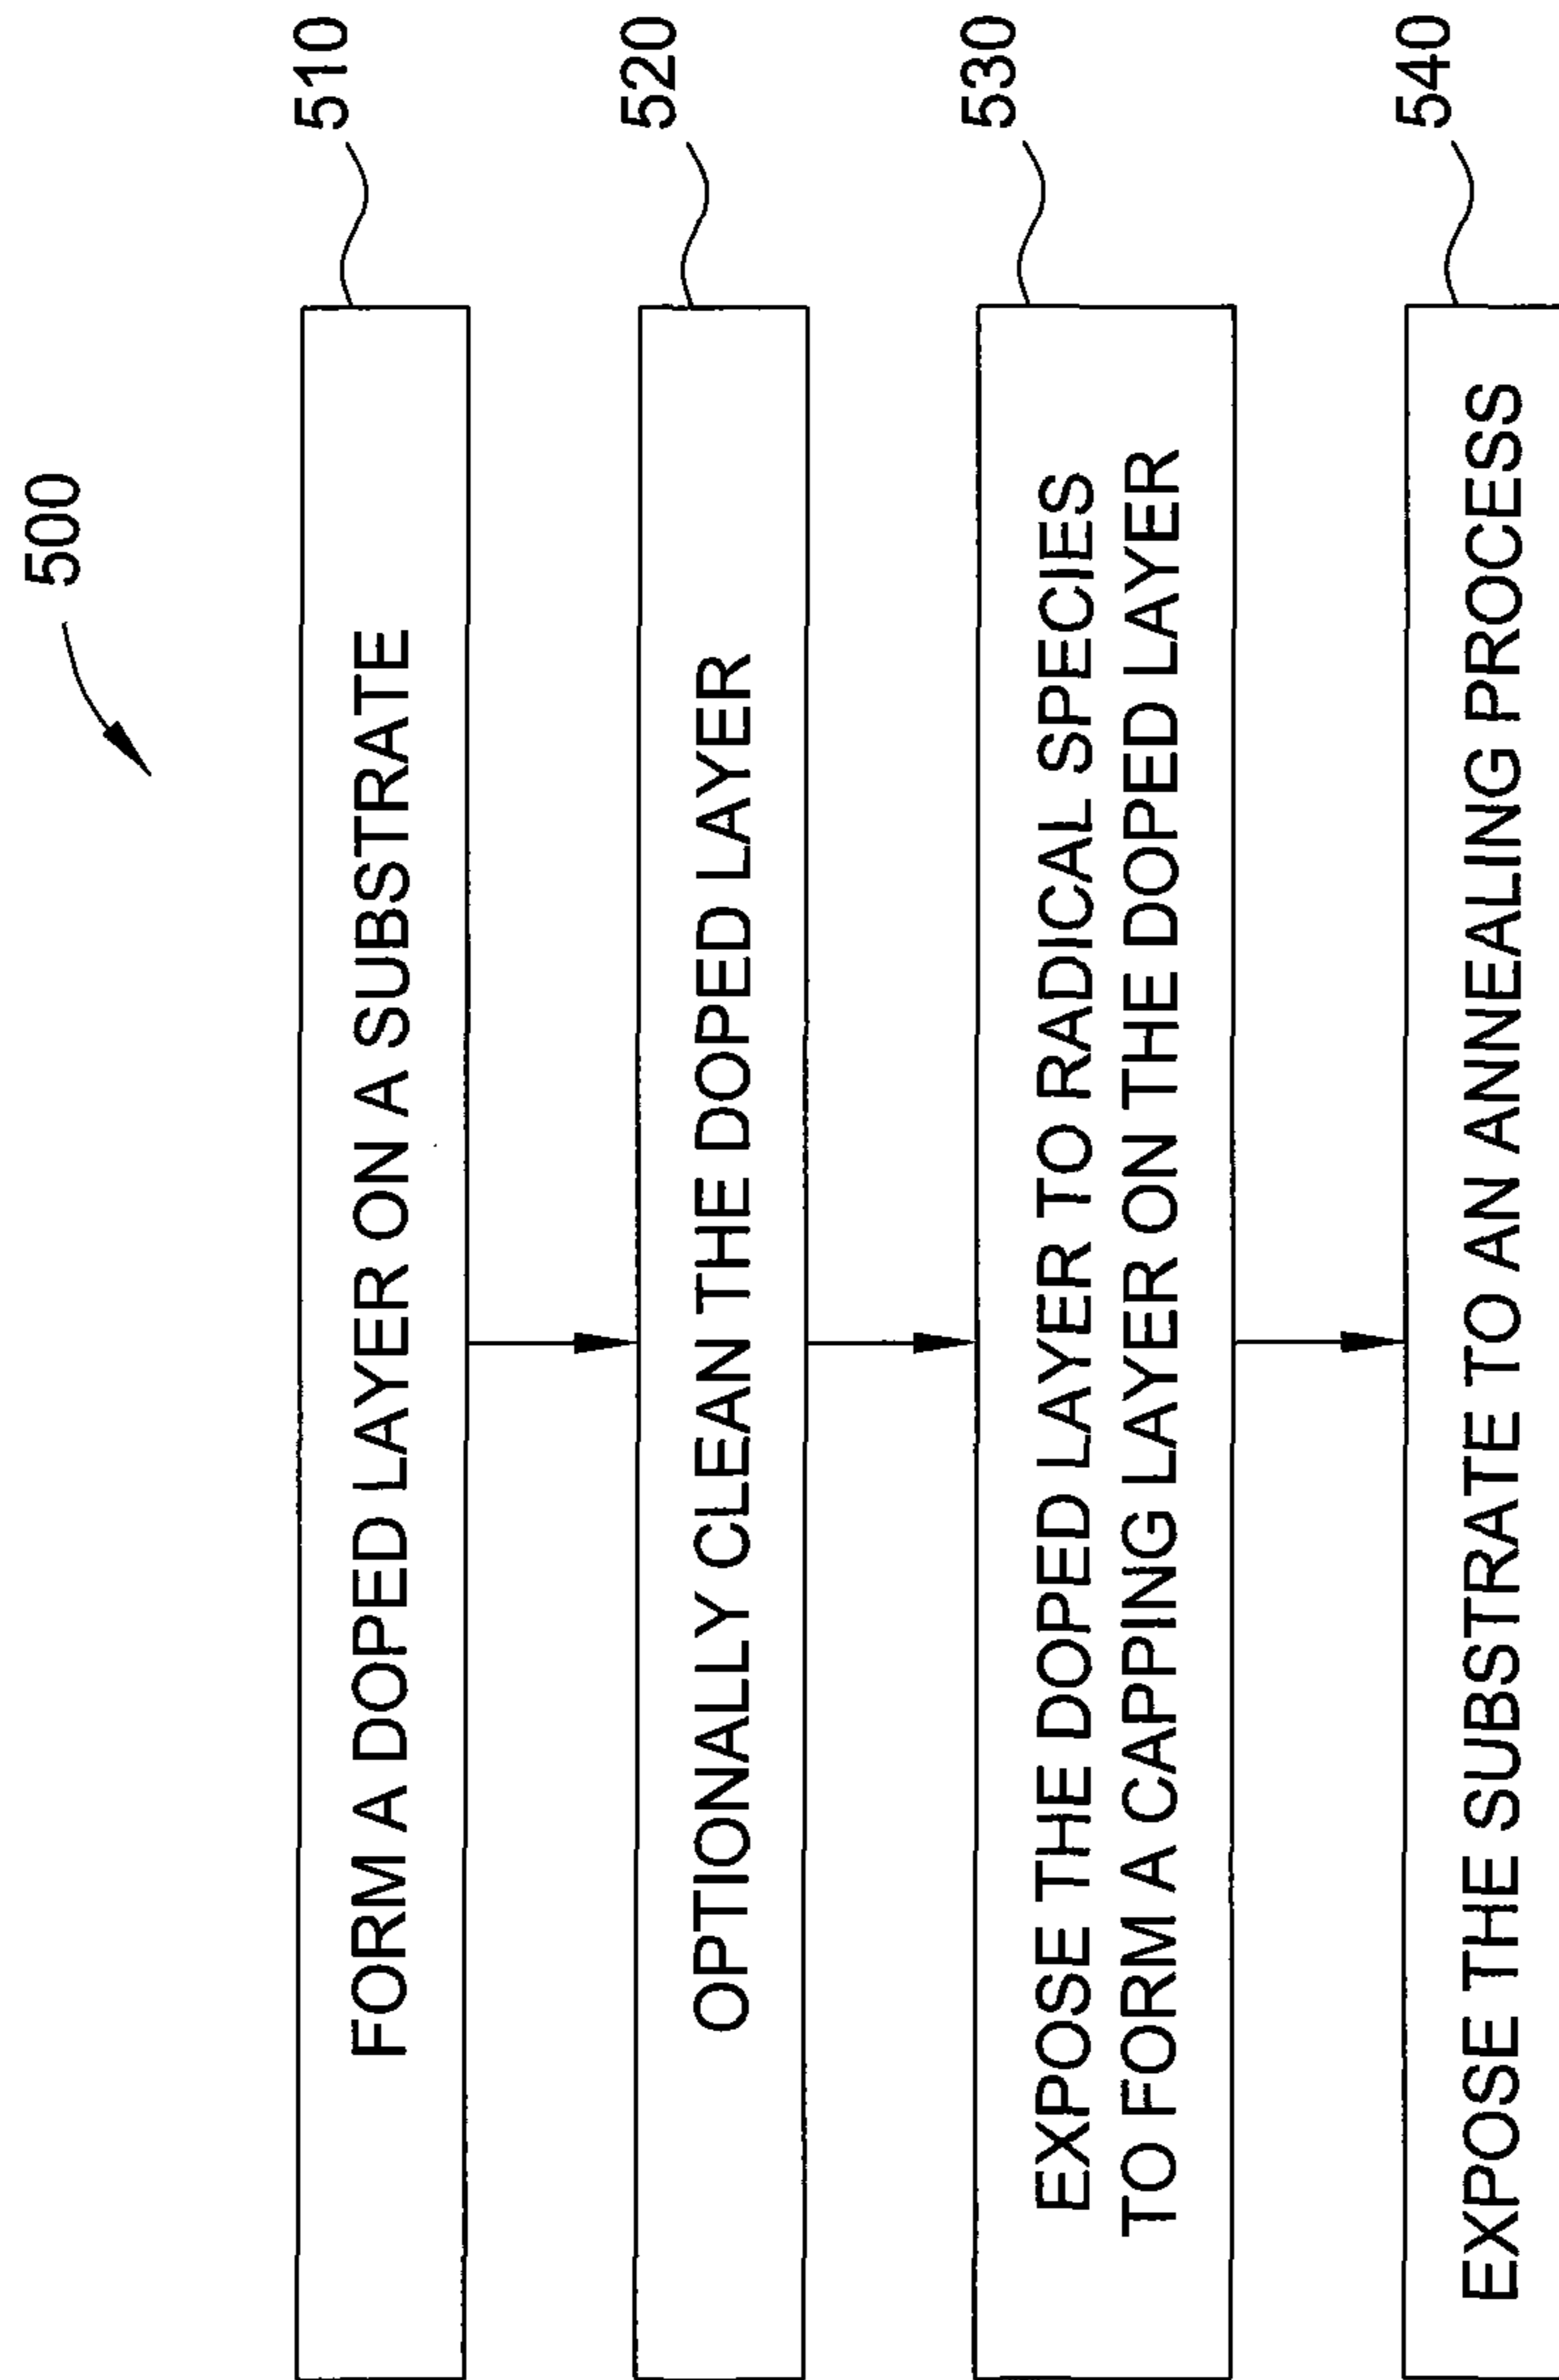 500
FORM A DOPED LAYER ON A SUBSTRATE
510
OPTIONALLY CLEAN THE DOPED LAYER
520
EXPOSE THE DOPED LAYER TO RADICAL SPECIES
TO FORM A CAPPING LAYER ON THE DOPED LAYER
530
EXPOSE THE SUBSTRATE TO AN ANNEALING PROCESS
540